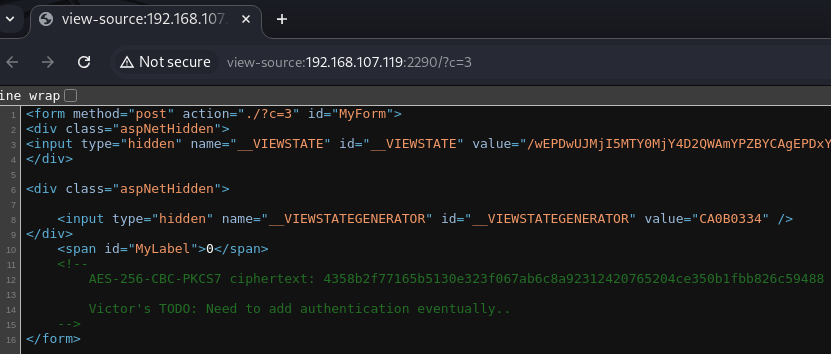 view-source:192.168.107.
Not secure view-source:192.168.107.119:2290/?c=3
ine wrap
1 <form method="post" action="./?c=3" id="MyForm">
2 <div class="aspNetHidden">
3 <input type="hidden" name="__VIEWSTATE" id="__VIEWSTATE" value="/wEPDwUJMjI5MTY0MjY4D2QWAmYPZBYCAgEPDxY
4 </div>
5
6 <div class="aspNetHidden">
7
8 <input type="hidden" name="__VIEWSTATEGENERATOR" id="__VIEWSTATEGENERATOR" value="CA0B0334" />
9 </div>
10 <span id="MyLabel">0</span>
11 <!--
12 AES-256-CBC-PKCS7 ciphertext: 4358b2f77165b5130e323f067ab6c8a92312420765204ce350b1fbb826c59488
13
14 Victor's TODO: Need to add authentication eventually..
15 -->
16 </form>